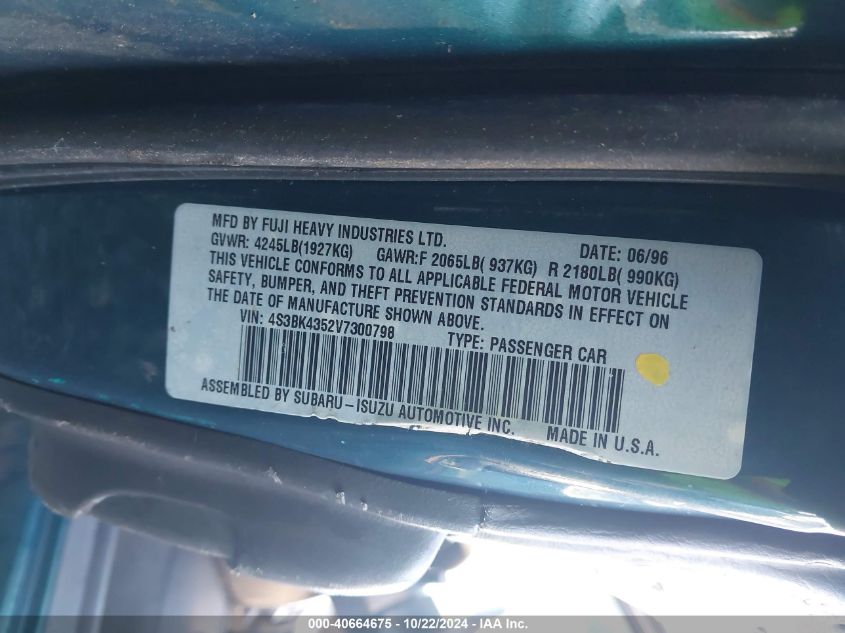 MFD BY FUJI HEAVY INDUSTRIES LTD. DATE: 06/96
GVWR: 4245LB(1927KG) GAWR:F 2065LB( 937KG) R 2180LB( 990KG)
THIS VEHICLE CONFORMS TO ALL APPLICABLE FEDERAL MOTOR VEHICLE
SAFETY, BUMPER, AND THEFT PREVENTION STANDARDS IN EFFECT ON
THE DATE OF MANUFACTURE SHOWN ABOVE.
VIN: 4S3BK4352V7300798 TYPE: PASSENGER CAR
ASSEMBLED BY SUBARU-ISUZU AUTOMOTIVE INC. MADE IN U.S.A.
000-40664675 - 10/22/2024 - IAA Inc.